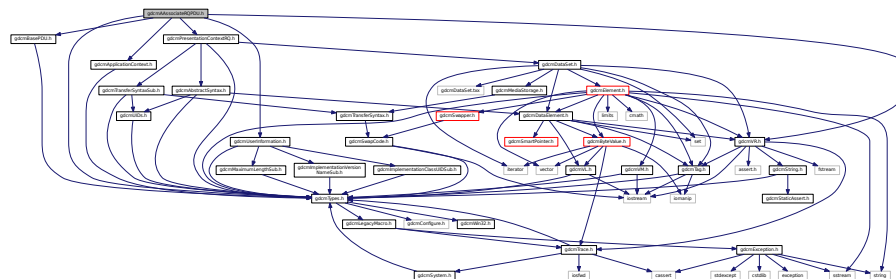 gdcmAAssociateRQPDU.h
gdcmBasePDU.h
gdcmPresentationContextRQ.h
gdcmApplicationContext.h
gdcmDataSet.h
gdcmTransferSyntaxSub.h
gdcmAbstractSyntax.h
gdcmDataSet.txx
gdcmMediaStorage.h
gdcmElement.h
gdcmUIDs.h
gdcmTransferSyntax.h
gdcmSwapper.h
gdcmDataElement.h
limits
cmath
gdcmUserInformation.h
gdcmSwapCode.h
gdcmSmartPointer.h
gdcmByteValue.h
set
gdcmVR.h
gdcmMaximumLengthSub.h
gdcmImplementationVersion
NameSub.h
gdcmImplementationClassUIDSub.h
iterator
vector
gdcmVL.h
gdcmVM.h
gdcmTag.h
assert.h
gdcmString.h
fstream
gdcmTypes.h
iostream
iomanip
gdcmStaticAssert.h
gdcmLegacyMacro.h
gdcmConfigure.h
gdcmWin32.h
gdcmTrace.h
gdcmException.h
gdcmSystem.h
iosfwd
cassert
stdexcept
cstdlib
exception
sstream
string